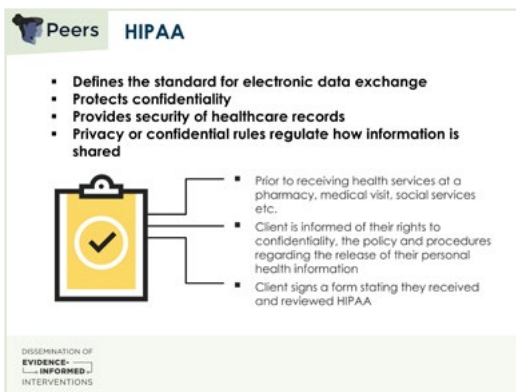 Peers HIPAA
▪ Defines the standard for electronic data exchange
▪ Protects confidentiality
▪ Provides security of healthcare records
▪ Privacy or confidential rules regulate how information is
shared
▪ Prior to receiving health services at a
pharmacy, medical visit, social services
etc.
▪ Client is informed of their rights to
confidentiality, the policy and procedures
regarding the release of their personal
health information
▪ Client signs a form stating they received
and reviewed HIPAA
DISSEMINATION OF
EVIDENCE-
INFORMED
INTERVENTIONS